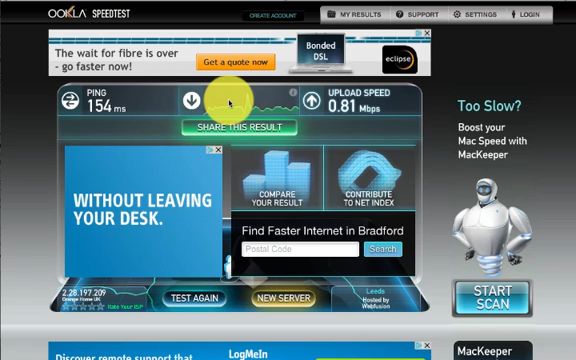 OOKLA SPEEDTEST
CREATE ACCOUNT
MY RESULTS
SUPPORT
SETTINGS
LOGIN
The wait for fibre is over
- go faster now!
Get a quote now
Bonded
DSL
eclipse
PING
154 ms
UPLOAD SPEED
0.81 Mbps
SHARE THIS RESULT
Too Slow?
Boost your
Mac Speed with
MacKeeper
WITHOUT LEAVING
YOUR DESK.
COMPARE
YOUR RESULT
CONTRIBUTE
TO NET INDEX
Find Faster Internet in Bradford
Postal Code
Search
START
SCAN
2.28.197.209
Orange Home UK
Rate Your ISP
TEST AGAIN
NEW SERVER
Leeds
Hosted by
Webfusion
Discover remote support that
LogMeIn
MacKeeper